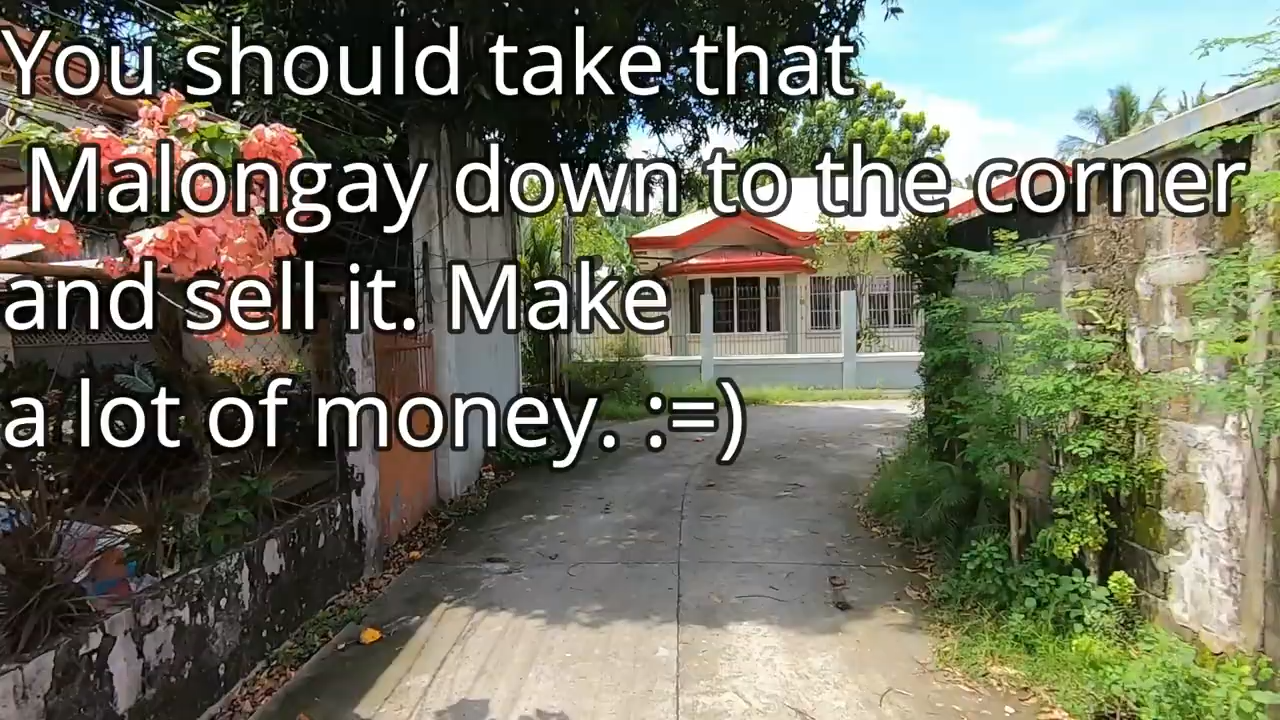 You should take that
Malongay down to the corner
and sell it. Make
a lot of money. :=)